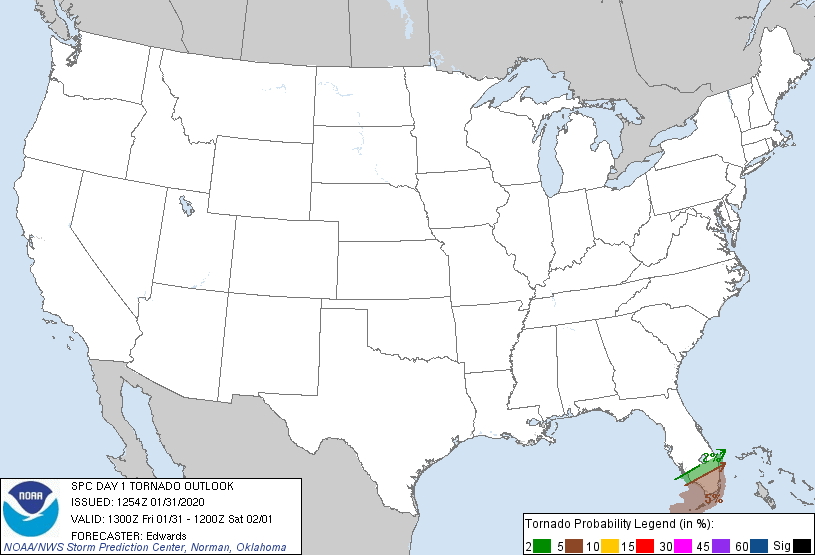 2%
5%
NOAA
SPC DAY 1 TORNADO OUTLOOK
ISSUED: 1254Z 01/31/2020
VALID: 1300Z Fri 01/31 - 1200Z Sat 02/01
FORECASTER: Edwards
NOAA/NWS Storm Prediction Center, Norman, Oklahoma
Tornado Probability Legend (in %):
2 5 10 15 30 45 60 Sig